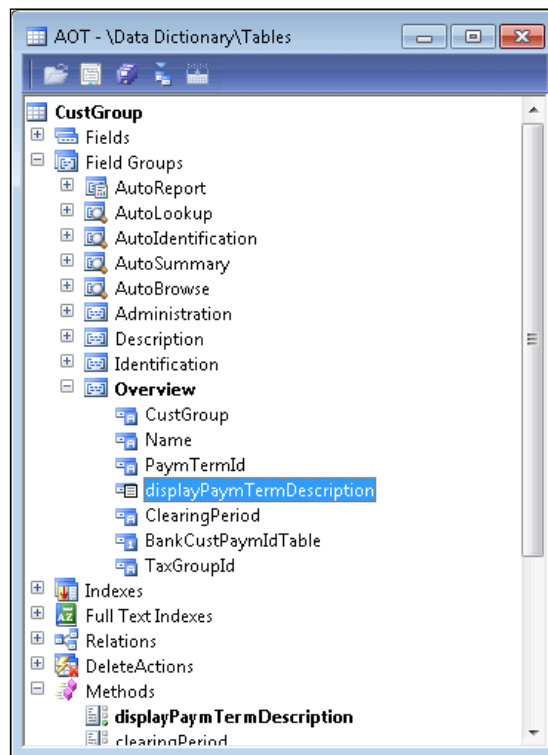 AOT - \Data Dictionary\Tables
CustGroup
Fields
Field Groups
AutoReport
AutoLookup
AutoIdentification
AutoSummary
AutoBrowse
Administration
Description
Identification
Overview
CustGroup
Name
PaymTermId
displayPaymTermDescription
ClearingPeriod
BankCustPaymIdTable
TaxGroupId
Indexes
Full Text Indexes
Relations
DeleteActions
Methods
displayPaymTermDescription
clearingPeriod